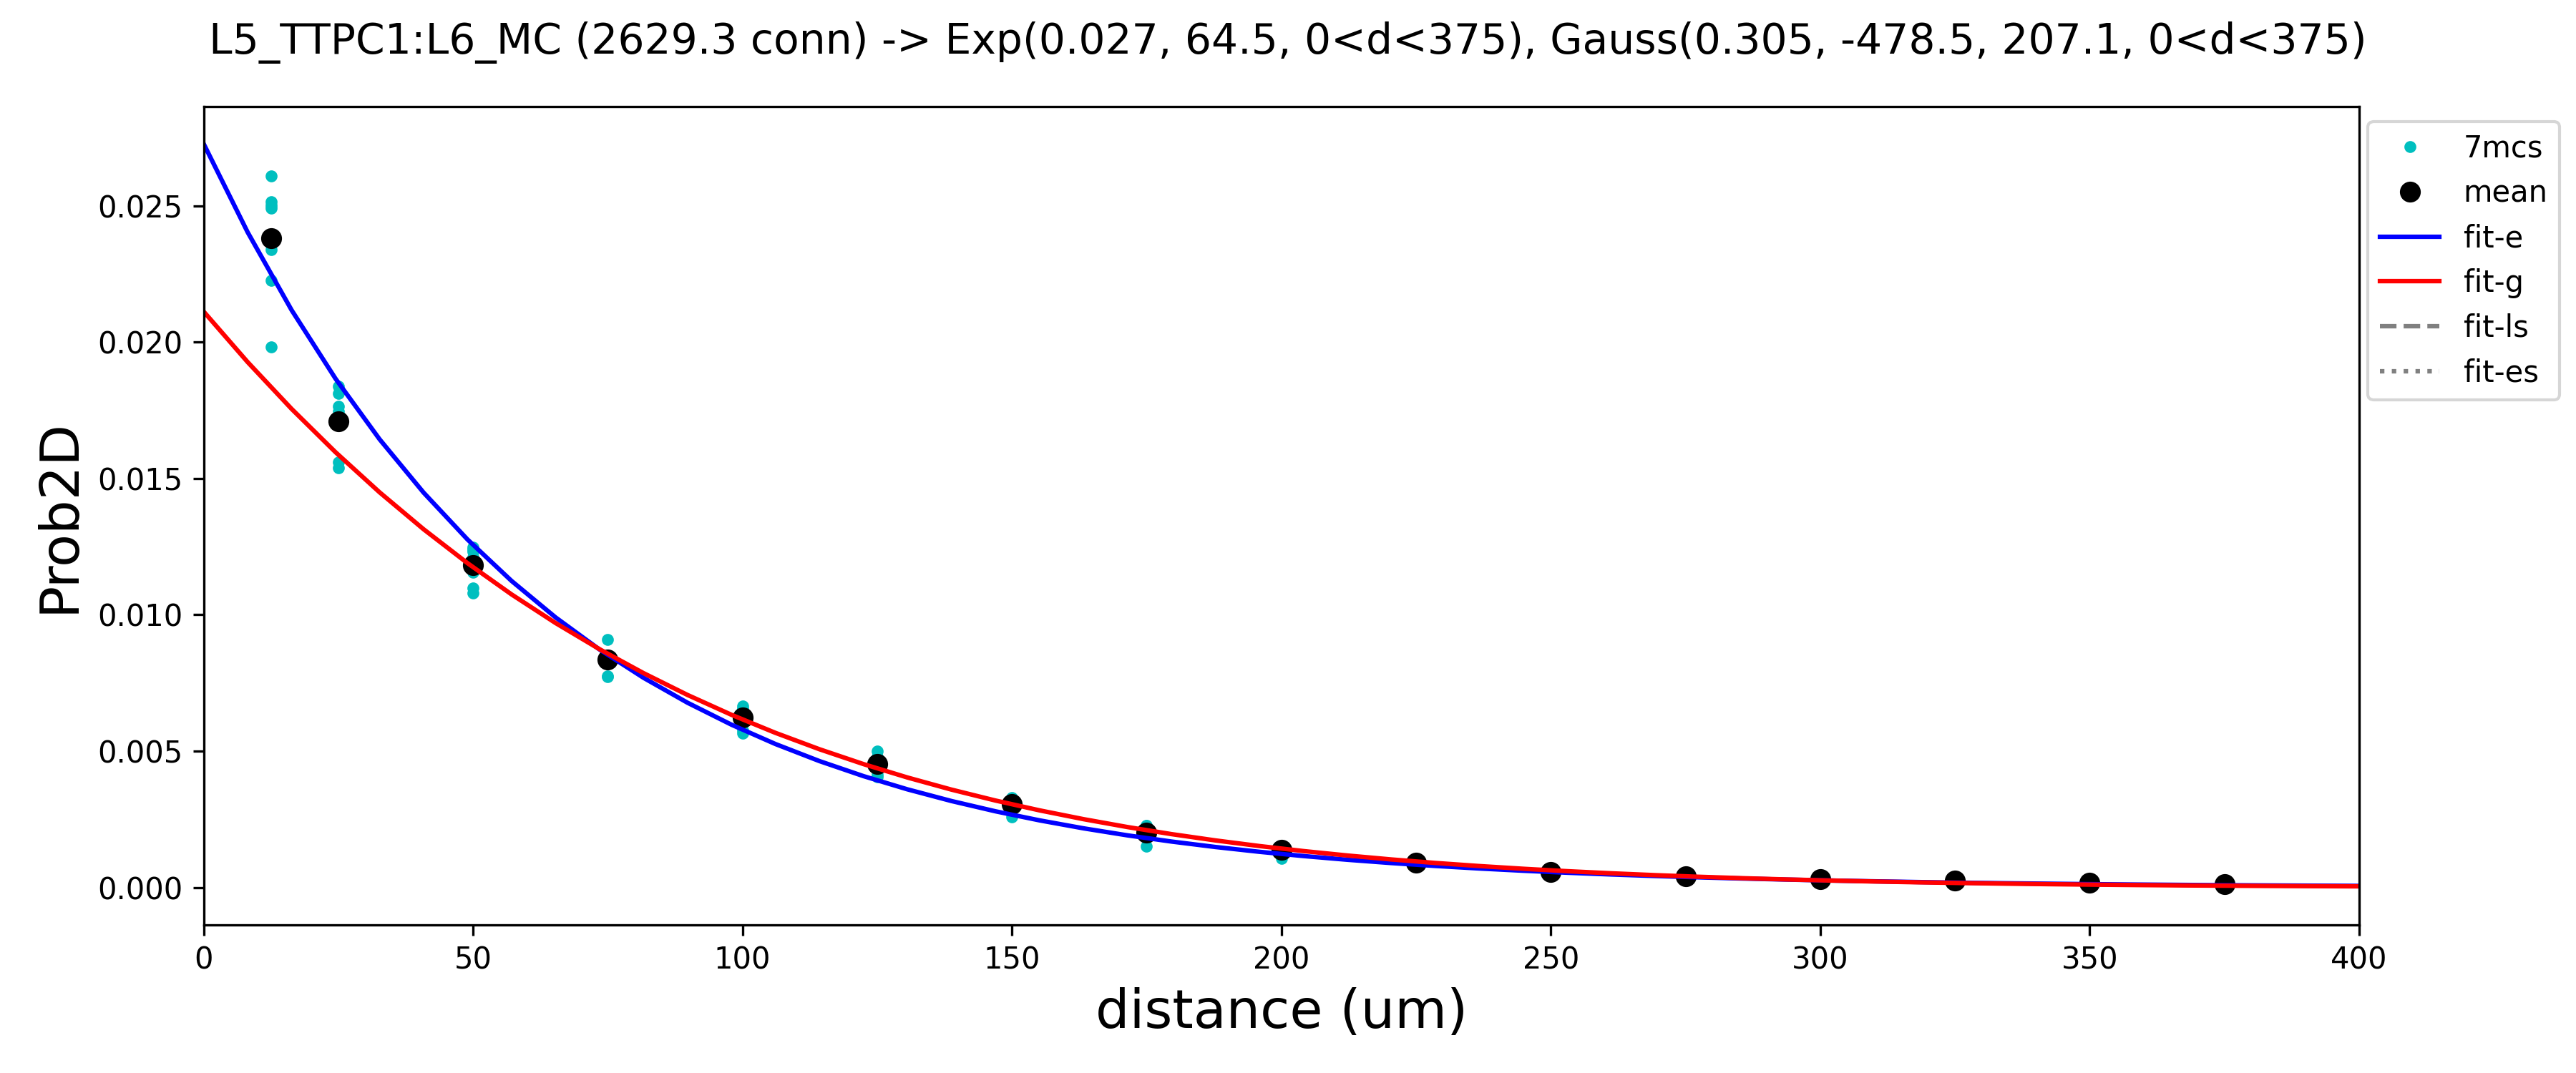 L5_TTPC1:L6_MC (2629.3 conn) -> Exp(0.027, 64.5, 0<d<375), Gauss(0.305, -478.5, 207.1, 0<d<375)
7mcs
mean
fit-e
fit-g
fit-ls
fit-es
Prob2D
0.025
0.020
0.015
0.010
0.005
0.000
0 50 100 150 200 250 300 350 400
distance (um)